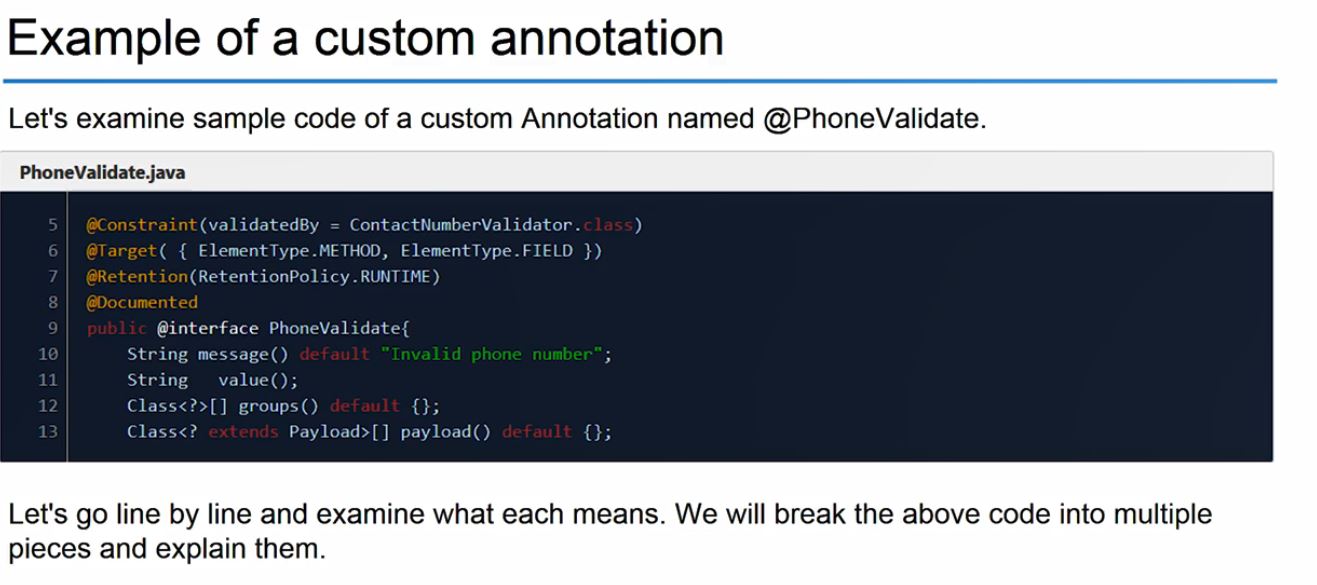 Example of a custom annotation
Let's examine sample code of a custom Annotation named @PhoneValidate.
PhoneValidate.java
5 @Constraint(validatedBy = ContactNumberValidator.class)
6 @Target( { ElementType.METHOD, ElementType.FIELD })
7 @Retention(RetentionPolicy.RUNTIME)
8 @Documented
9 public @interface PhoneValidate{
10 String message() default "Invalid phone number";
11 String value();
12 Class<?>[] groups() default {};
13 Class<? extends Payload>[] payload() default {};
Let's go line by line and examine what each means. We will break the above code into multiple
pieces and explain them.